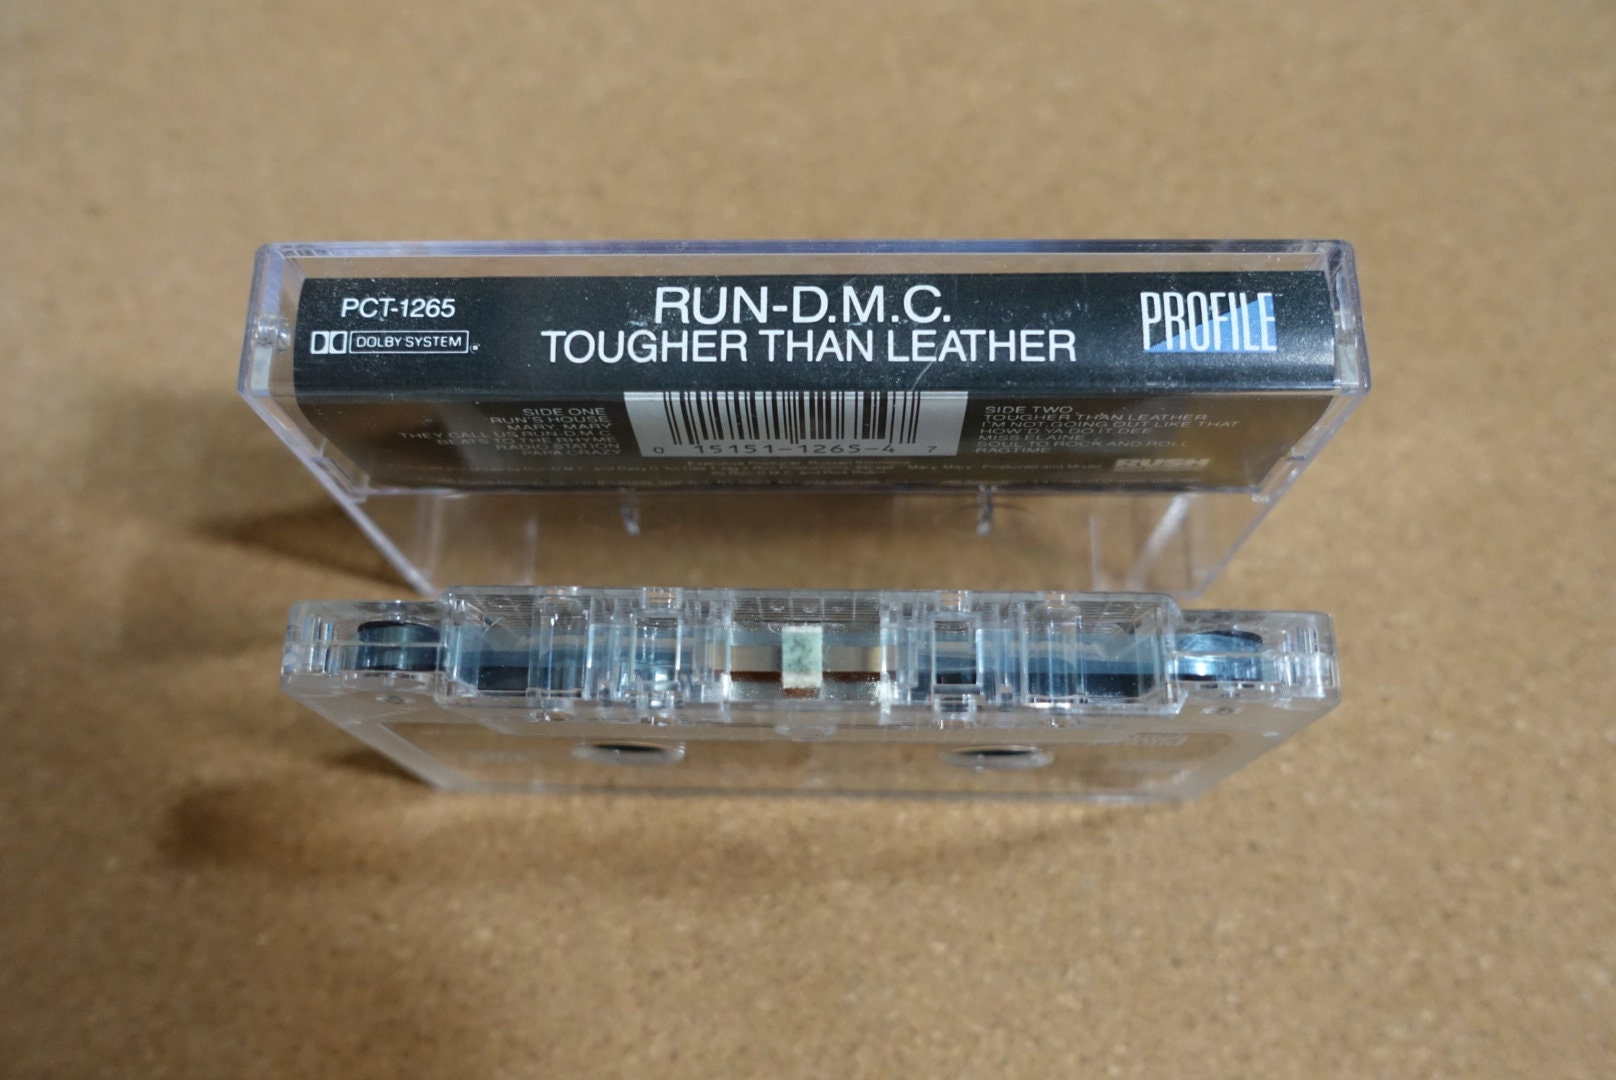 PCT-1265
DOLBY SYSTEM
RUN-D.M.C.
TOUGHER THAN LEATHER
PROFILE
SIDE ONE
RUN'S HOUSE
MARY, MARY
THEY CALL US RUN-D.M.C.
BEATS TO THE RHYME
RADIO STATION
PAPA CRAZY
0 15151-1265-4 7
SIDE TWO
TOUGHER THAN LEATHER
I'M NOT GOING OUT LIKE THAT
HOW'D YA DO IT DEE
MISS ELAINE
SOUL TO ROCK AND ROLL
RAGTIME
RUSH